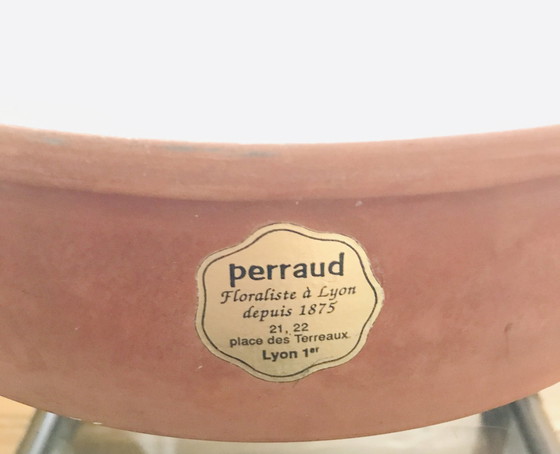 perraud
Floraliste à Lyon
depuis 1875
21, 22
place des Terreaux
Lyon 1er